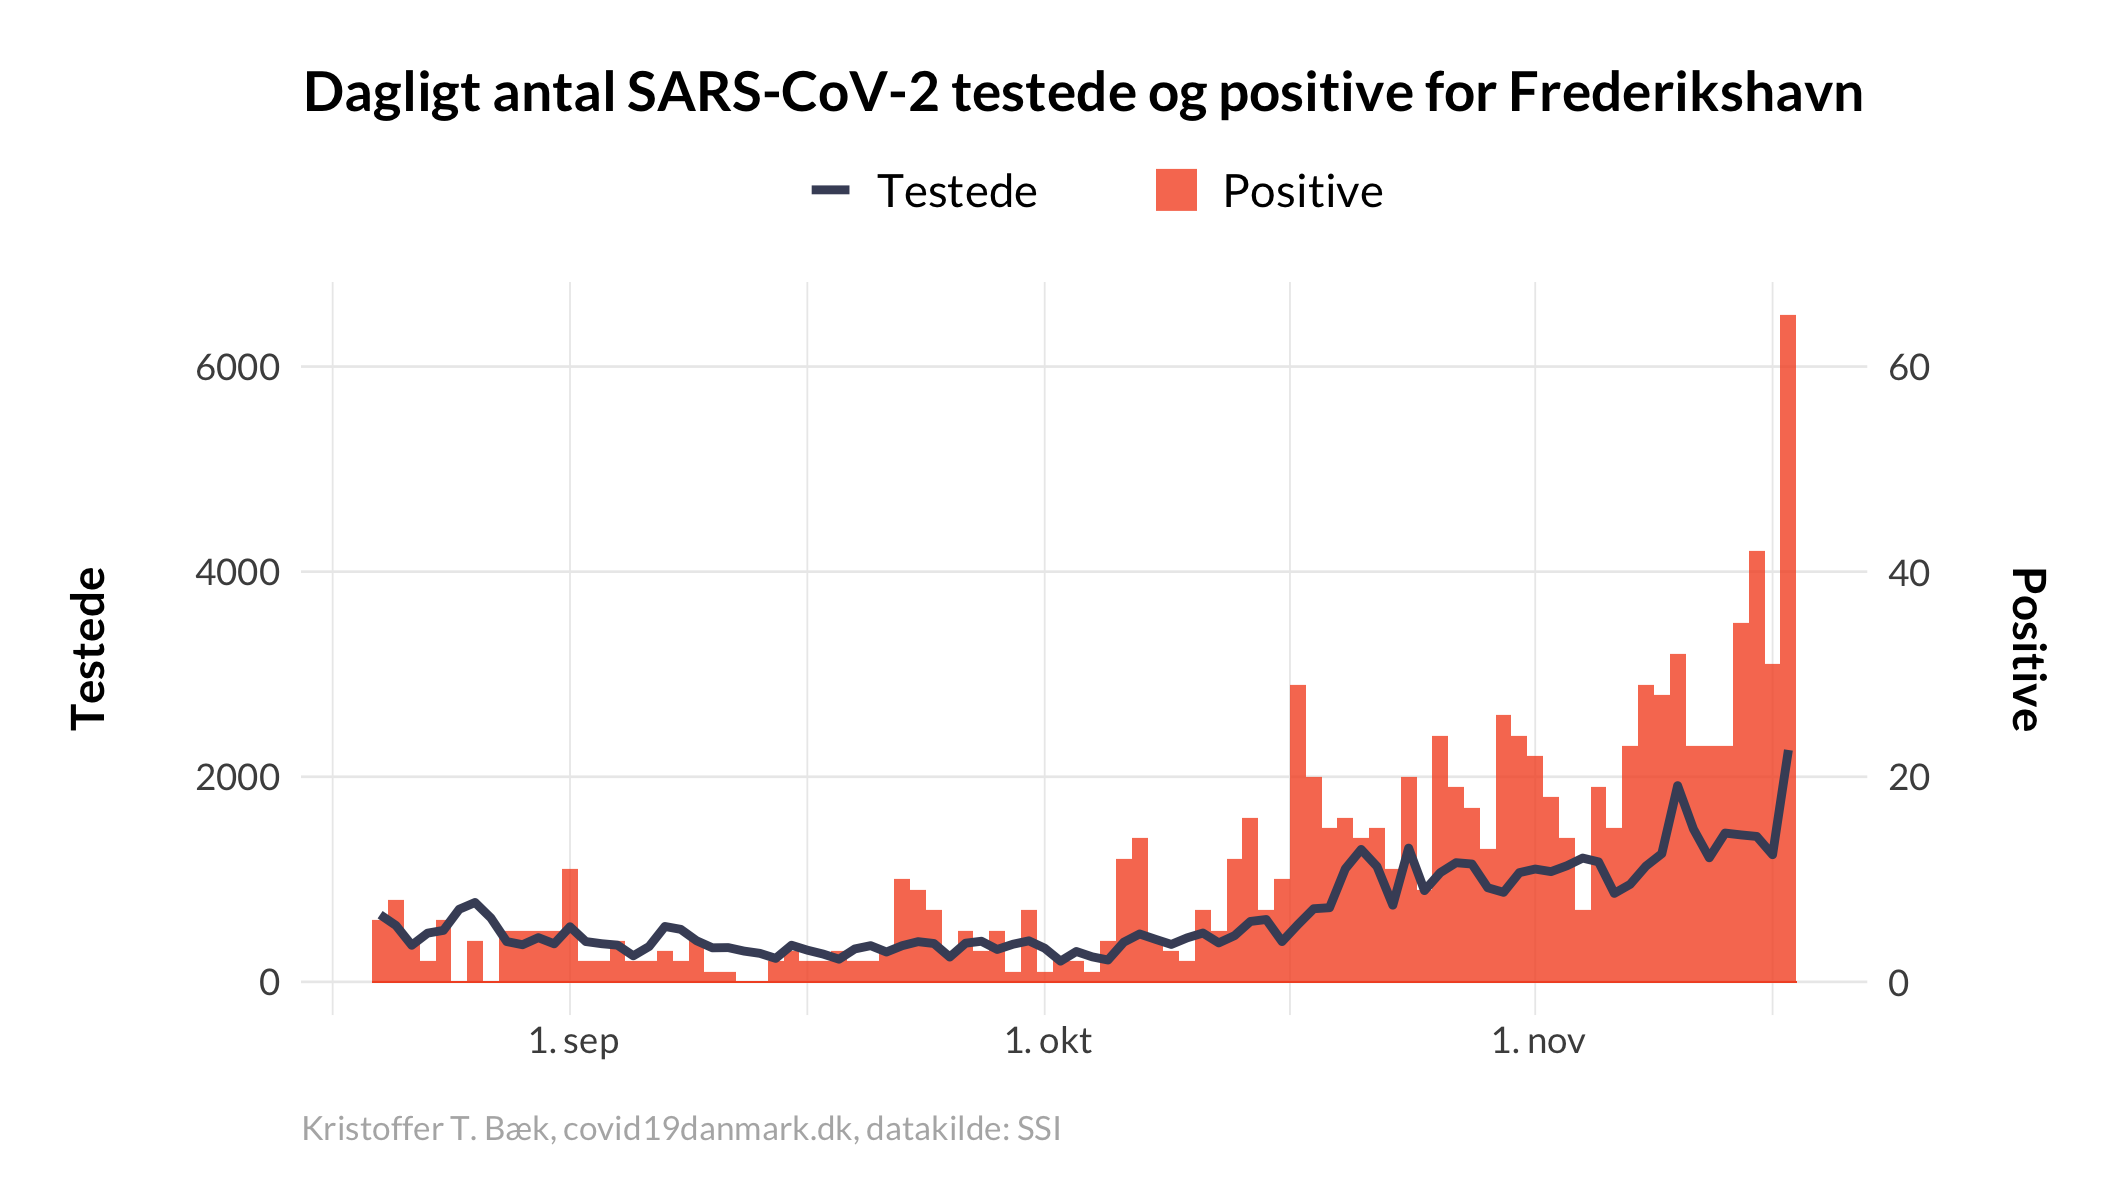 Dagligt antal SARS-CoV-2 testede og positive for Frederikshavn
Testede
Positive
6000
4000
2000
0
Testede
60
40
20
0
Positive
1. sep
1. okt
1. nov
Kristoffer T. Bæk, covid19danmark.dk, datakilde: SSI